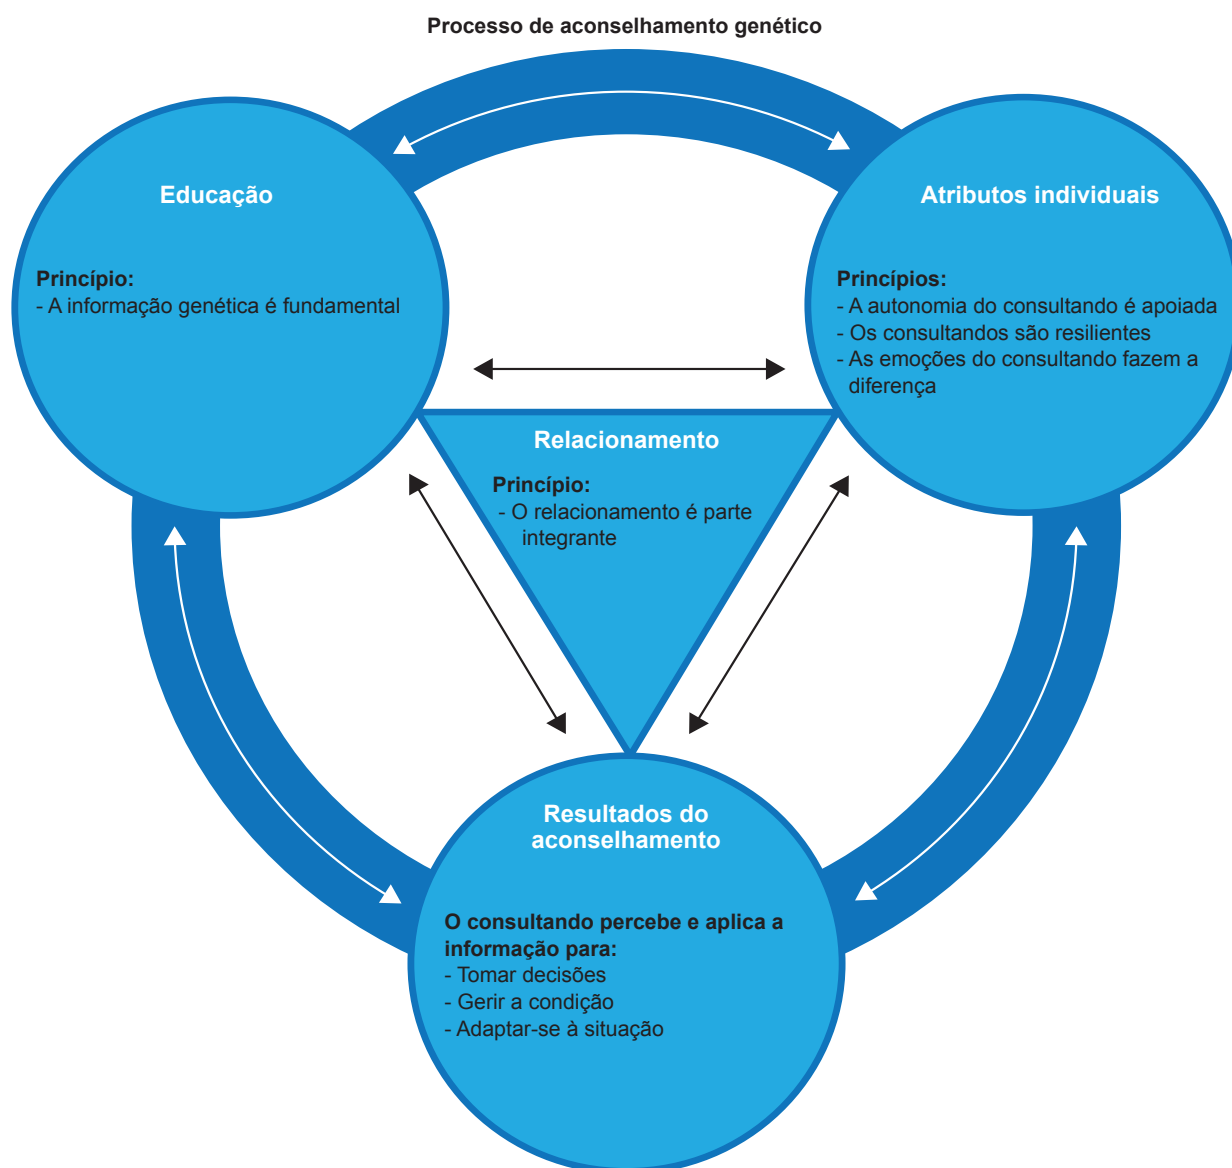 Processo de aconselhamento genético
Educação
Princípio:
- A informação genética é fundamental
Atributos individuais
Princípios:
- A autonomia do consultando é apoiada
- Os consultandos são resilientes
- As emoções do consultando fazem a
diferença
Relacionamento
Princípio:
- O relacionamento é parte
integrante
Resultados do
aconselhamento
O consultando percebe e aplica a
informação para:
- Tomar decisões
- Gerir a condição
- Adaptar-se à situação